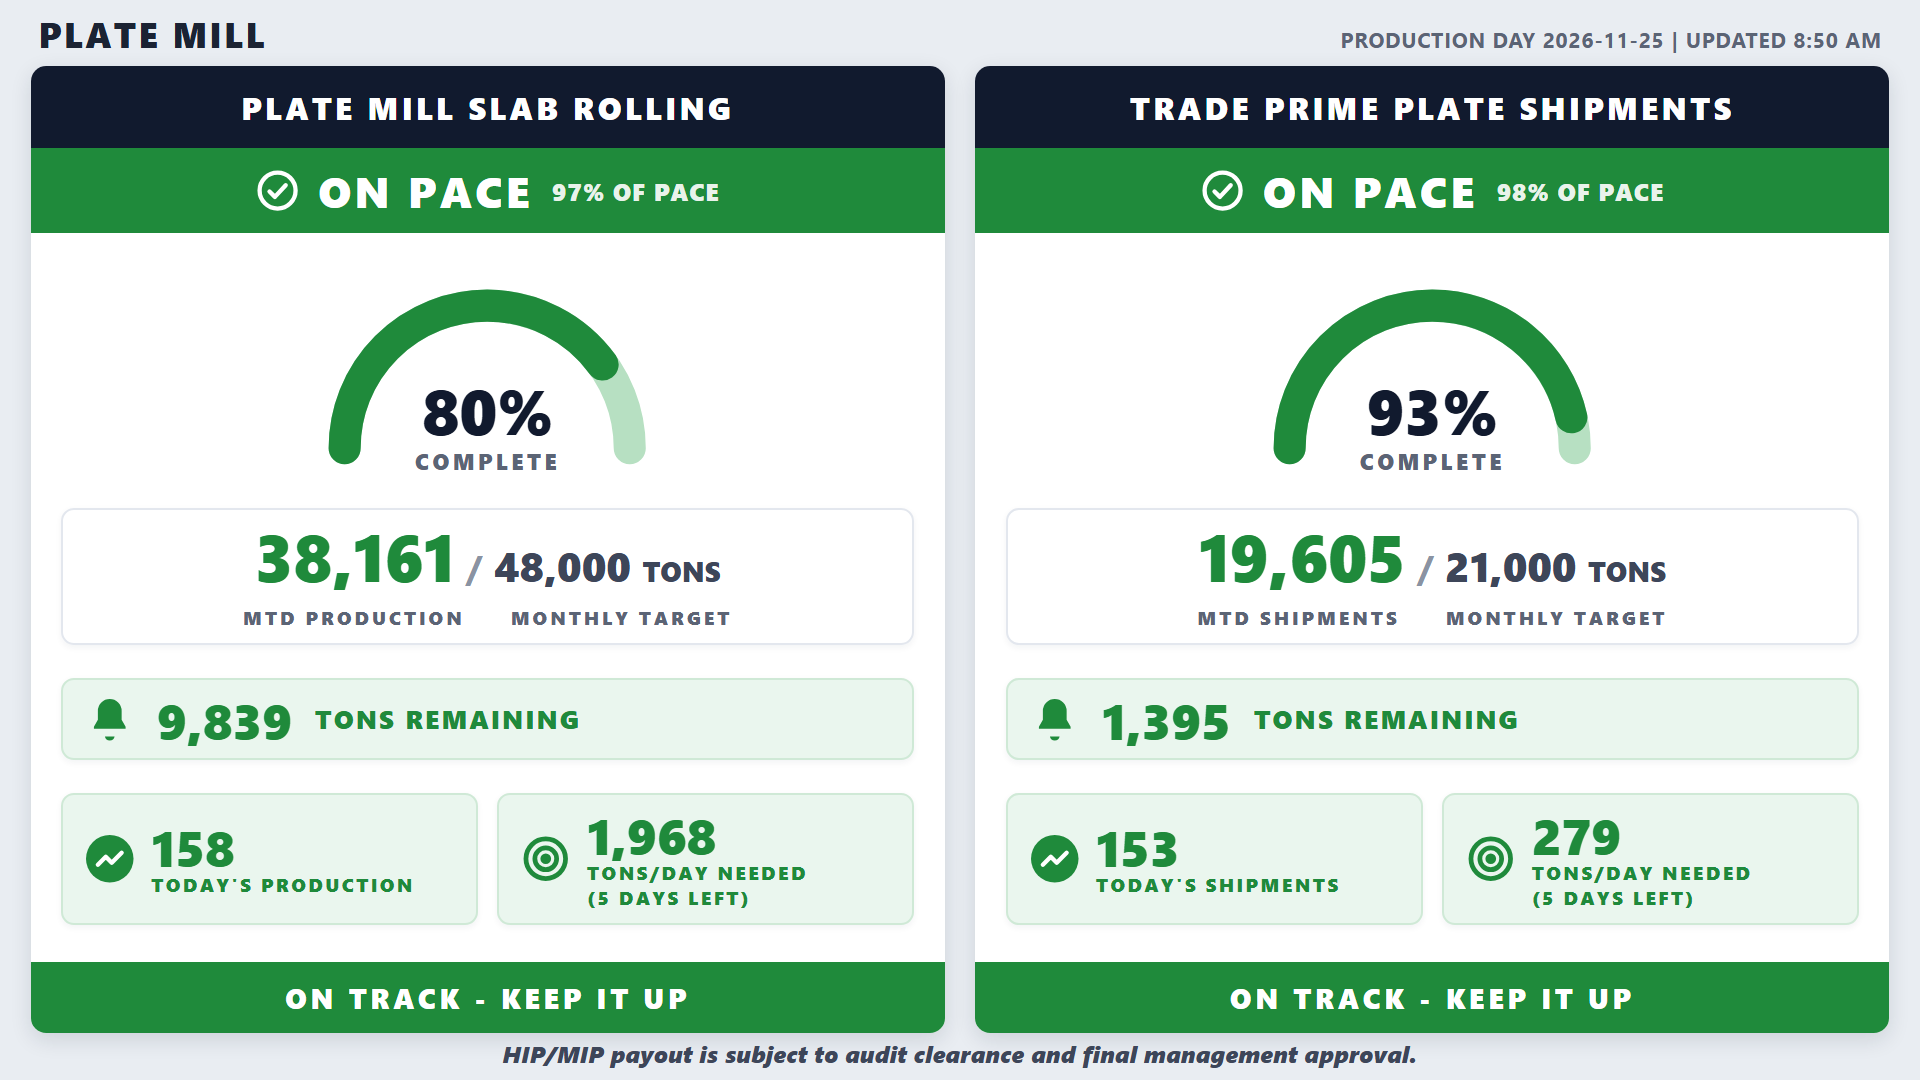 PLATE MILL
PRODUCTION DAY 2026-11-25 | UPDATED 8:50 AM
PLATE MILL SLAB ROLLING
ON PACE 97% OF PACE
80%
COMPLETE
38,161 / 48,000 TONS
MTD PRODUCTION MONTHLY TARGET
9,839 TONS REMAINING
158
TODAY'S PRODUCTION
1,968
TONS/DAY NEEDED
(5 DAYS LEFT)
ON TRACK - KEEP IT UP
TRADE PRIME PLATE SHIPMENTS
ON PACE 98% OF PACE
93%
COMPLETE
19,605 / 21,000 TONS
MTD SHIPMENTS MONTHLY TARGET
1,395 TONS REMAINING
153
TODAY'S SHIPMENTS
279
TONS/DAY NEEDED
(5 DAYS LEFT)
ON TRACK - KEEP IT UP
HIP/MIP payout is subject to audit clearance and final management approval.